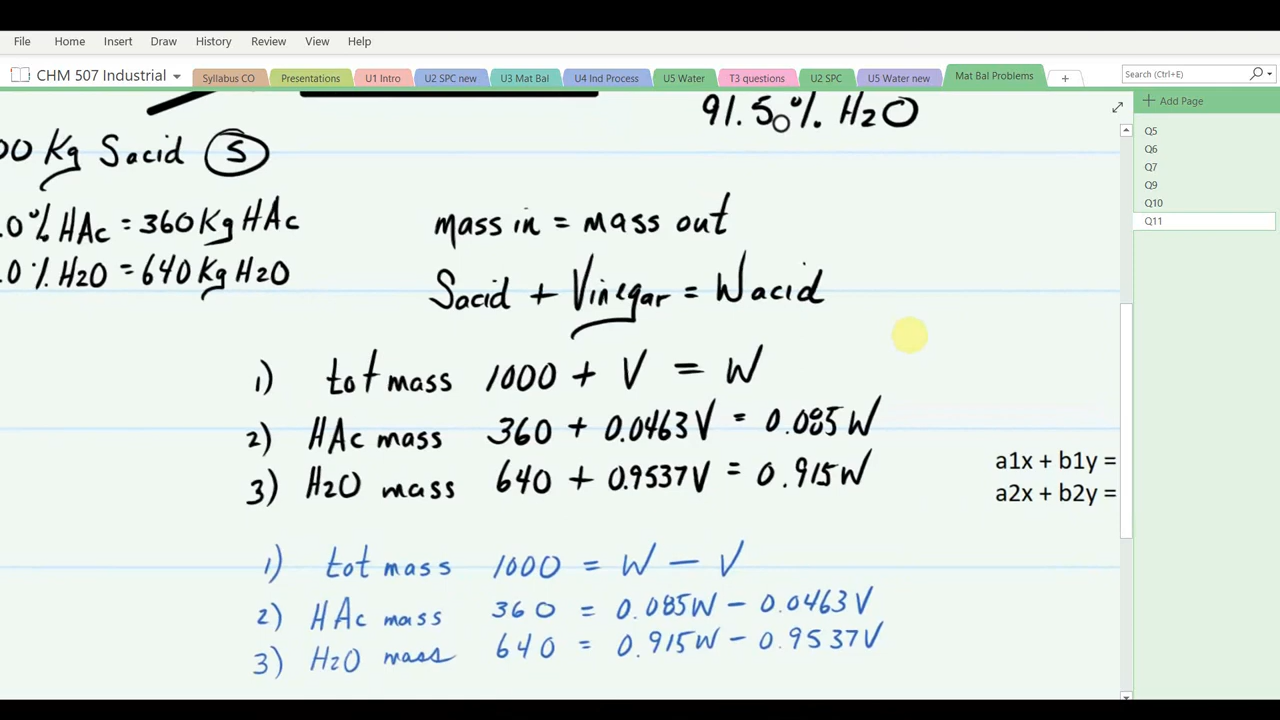 File Home Insert Draw History Review View Help
CHM 507 Industrial Syllabus CO Presentations U1 Intro U2 SPC new U3 Mat Bal U4 Ind Process U5 Water T3 questions U2 SPC U5 Water new Mat Bal Problems + Search (Ctrl+E)
Add Page
91.50% H2O
00 Kg Sacid S
.0% HAc = 360 Kg HAc
.0% H2O = 640 Kg H2O
mass in = mass out
Sacid + Vinegar = Wacid
1) tot mass 1000 + V = W
2) HAc mass 360 + 0.0463V = 0.085W
3) H2O mass 640 + 0.9537V = 0.915W
a1x + b1y =
a2x + b2y =
1) tot mass 1000 = W - V
2) HAc mass 360 = 0.085W - 0.0463V
3) H2O mass 640 = 0.915W - 0.9537V
Q5
Q6
Q7
Q9
Q10
Q11